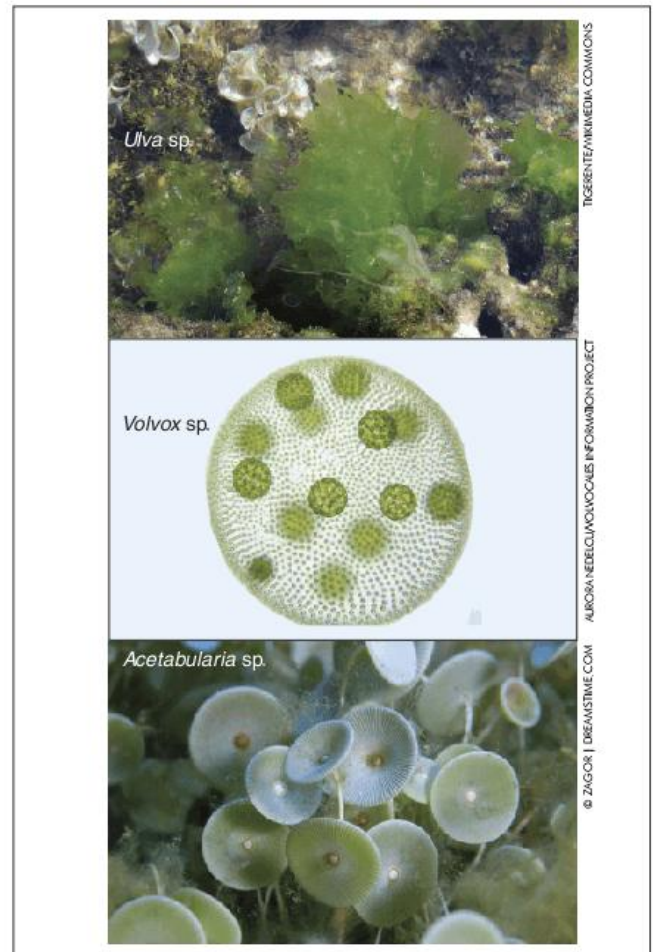 Ulva sp.
TIGERENTE/WIKIMEDIA COMMONS
Volvox sp.
AURORA NEDELCU/VOLVOCALES INFORMATION PROJECT
Acetabularia sp.
© ZAGOR | DREAMSTIME.COM